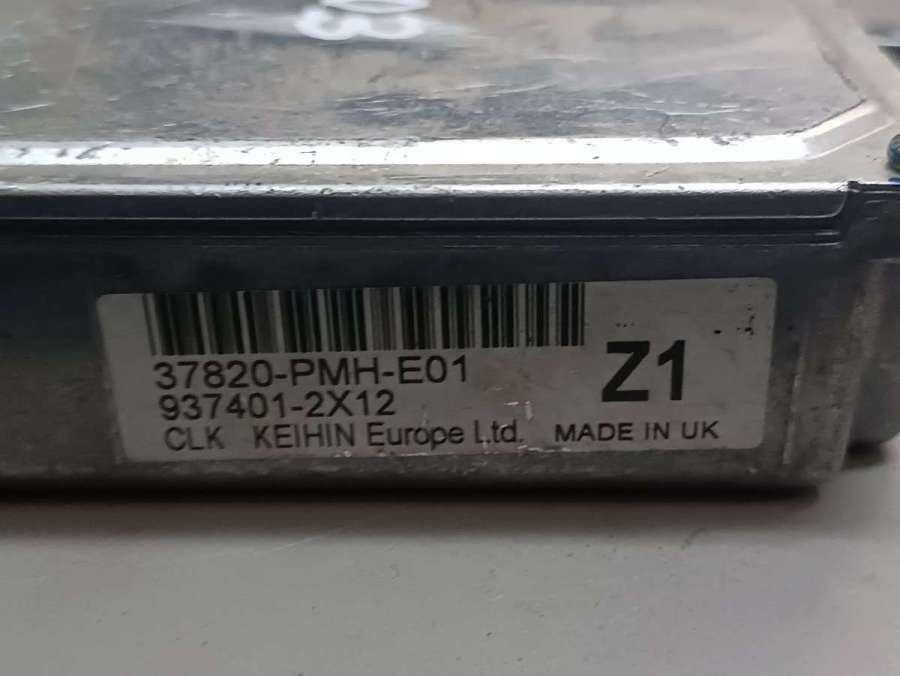 37820-PMH-E01
Z1
937401-2X12
CLK KEIHIN Europe Ltd. MADE IN UK